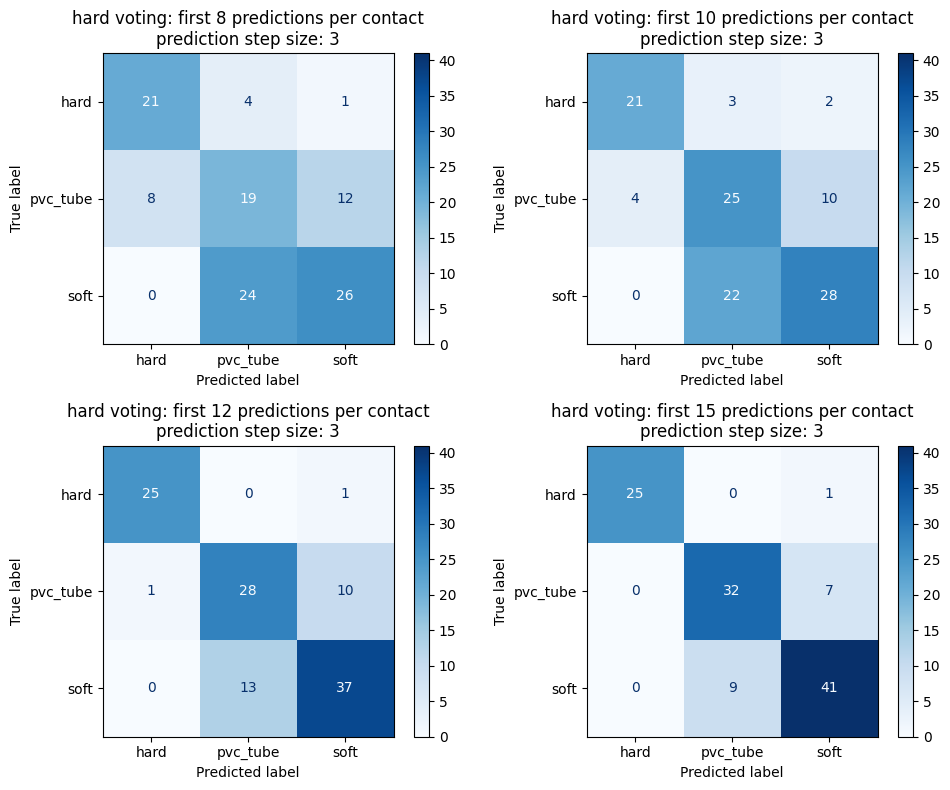 hard voting: first 8 predictions per contact
prediction step size: 3
True label
hard
pvc_tube
soft
21
4
1
8
19
12
0
24
26
hard
pvc_tube
soft
Predicted label
40
35
30
25
20
15
10
5
0
hard voting: first 10 predictions per contact
prediction step size: 3
True label
hard
pvc_tube
soft
21
3
2
4
25
10
0
22
28
hard
pvc_tube
soft
Predicted label
40
35
30
25
20
15
10
5
0
hard voting: first 12 predictions per contact
prediction step size: 3
True label
hard
pvc_tube
soft
25
0
1
1
28
10
0
13
37
hard
pvc_tube
soft
Predicted label
40
35
30
25
20
15
10
5
0
hard voting: first 15 predictions per contact
prediction step size: 3
True label
hard
pvc_tube
soft
25
0
1
0
32
7
0
9
41
hard
pvc_tube
soft
Predicted label
40
35
30
25
20
15
10
5
0